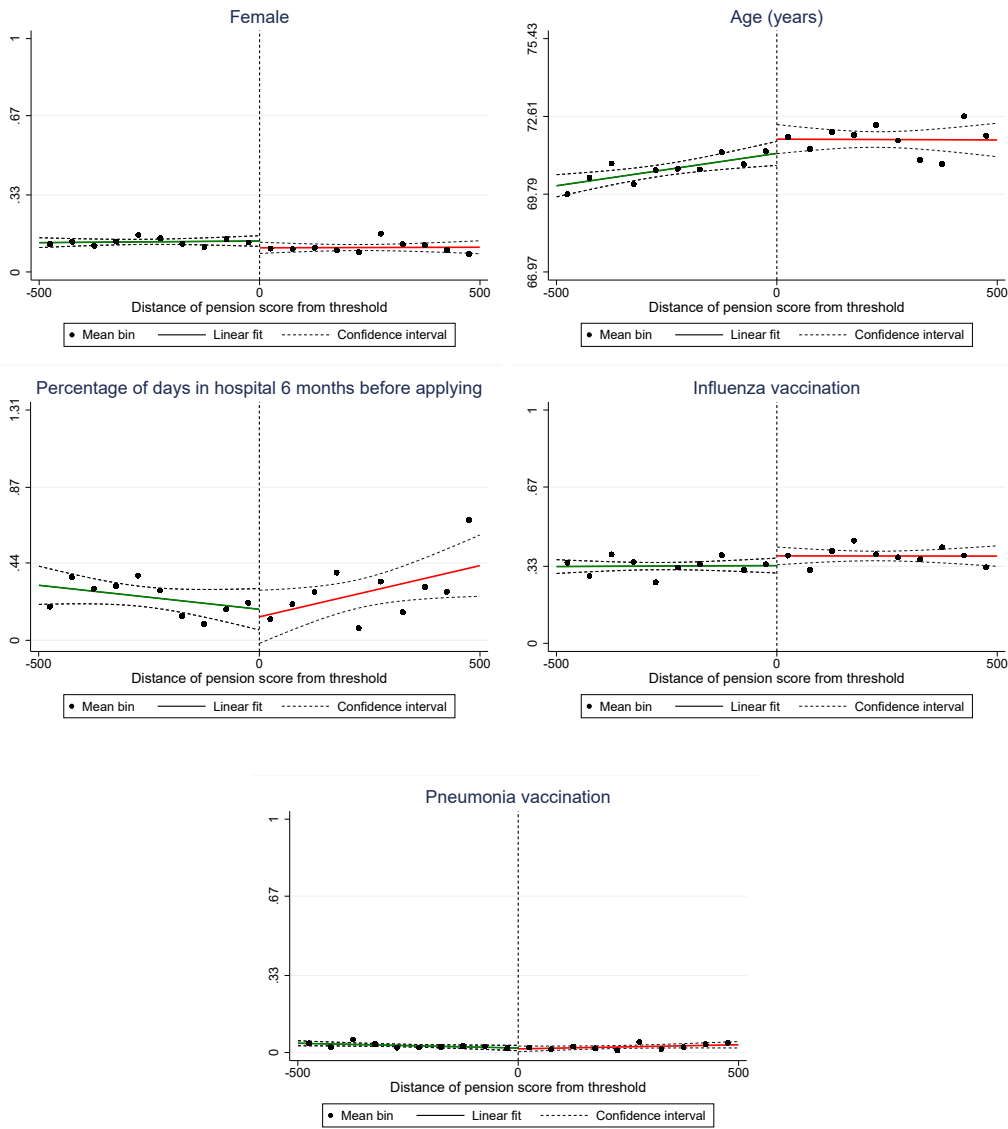 Female
1
.67
.33
0
-500 0 500
Distance of pension score from threshold
Mean bin Linear fit Confidence interval
Age (years)
75.43
72.61
69.79
66.97
-500 0 500
Distance of pension score from threshold
Mean bin Linear fit Confidence interval
Percentage of days in hospital 6 months before applying
1.31
.87
.44
0
-500 0 500
Distance of pension score from threshold
Mean bin Linear fit Confidence interval
Influenza vaccination
1
.67
.33
0
-500 0 500
Distance of pension score from threshold
Mean bin Linear fit Confidence interval
Pneumonia vaccination
1
.67
.33
0
-500 0 500
Distance of pension score from threshold
Mean bin Linear fit Confidence interval